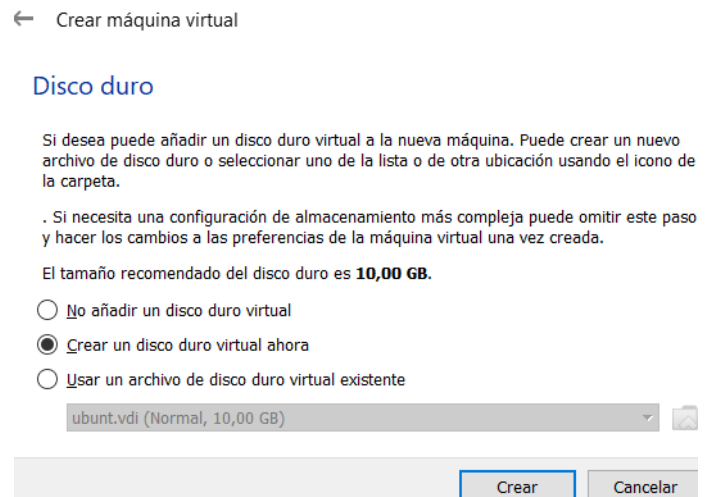 Crear máquina virtual
Disco duro
Si desea puede añadir un disco duro virtual a la nueva máquina. Puede crear un nuevo
archivo de disco duro o seleccionar uno de la lista o de otra ubicación usando el icono de
la carpeta.
. Si necesita una configuración de almacenamiento más compleja puede omitir este paso
y hacer los cambios a las preferencias de la máquina virtual una vez creada.
El tamaño recomendado del disco duro es 10,00 GB.
No añadir un disco duro virtual
Crear un disco duro virtual ahora
Usar un archivo de disco duro virtual existente
ubunt.vdi (Normal, 10,00 GB)
Crear Cancelar